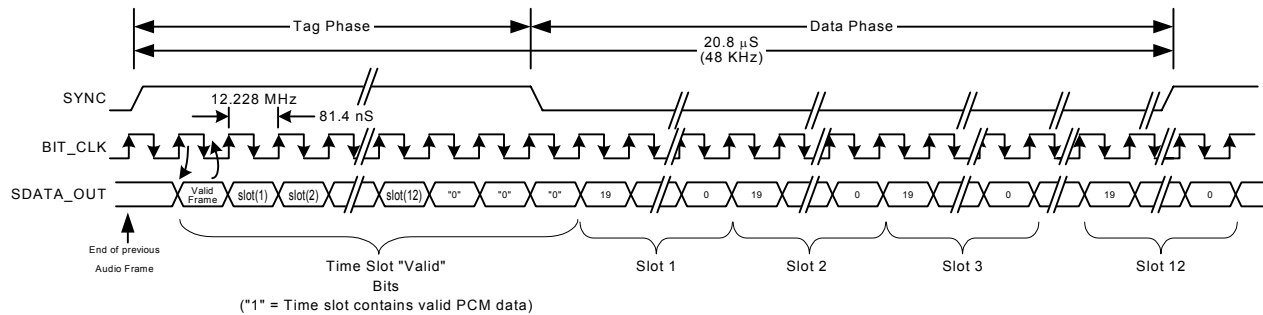 Tag Phase
Data Phase
20.8 μS
(48 KHz)
SYNC
12.228 MHz
81.4 nS
BIT_CLK
SDATA_OUT
Valid
Frame
slot(1)
slot(2)
slot(12)
"0"
"0"
"0"
19
0
19
0
19
0
19
0
End of previous
Audio Frame
Time Slot "Valid"
Bits
("1" = Time slot contains valid PCM data)
Slot 1
Slot 2
Slot 3
Slot 12